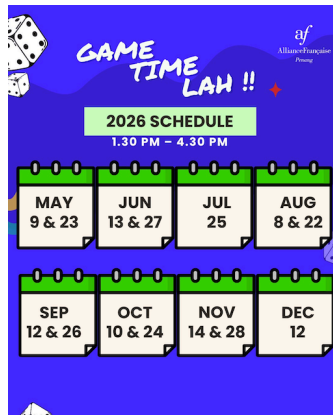 GAME
TIME
LAH !!
af
AllianceFrançaise
Penang
2026 SCHEDULE
1.30 PM – 4.30 PM
MAY
9 & 23
JUN
13 & 27
JUL
25
AUG
8 & 22
SEP
12 & 26
OCT
10 & 24
NOV
14 & 28
DEC
12